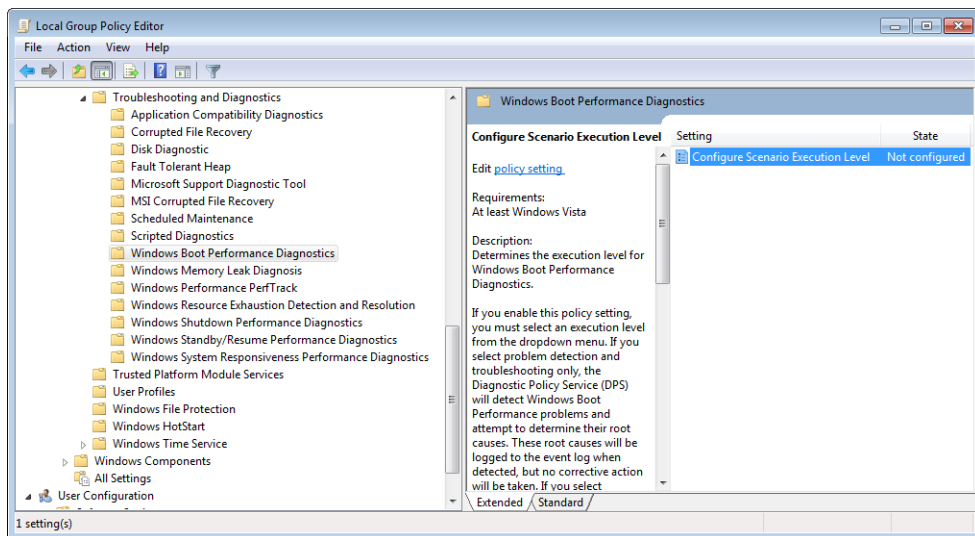 Local Group Policy Editor
File Action View Help
Troubleshooting and Diagnostics
Application Compatibility Diagnostics
Corrupted File Recovery
Disk Diagnostic
Fault Tolerant Heap
Microsoft Support Diagnostic Tool
MSI Corrupted File Recovery
Scheduled Maintenance
Scripted Diagnostics
Windows Boot Performance Diagnostics
Windows Memory Leak Diagnosis
Windows Performance PerfTrack
Windows Resource Exhaustion Detection and Resolution
Windows Shutdown Performance Diagnostics
Windows Standby/Resume Performance Diagnostics
Windows System Responsiveness Performance Diagnostics
Trusted Platform Module Services
User Profiles
Windows File Protection
Windows HotStart
Windows Time Service
Windows Components
All Settings
User Configuration
Windows Boot Performance Diagnostics
Configure Scenario Execution Level
Edit policy setting
Requirements:
At least Windows Vista
Description:
Determines the execution level for
Windows Boot Performance
Diagnostics.
If you enable this policy setting,
you must select an execution level
from the dropdown menu. If you
select problem detection and
troubleshooting only, the
Diagnostic Policy Service (DPS)
will detect Windows Boot
Performance problems and
attempt to determine their root
causes. These root causes will be
logged to the event log when
detected, but no corrective action
will be taken. If you select
Setting State
Configure Scenario Execution Level Not configured
Extended Standard
1 setting(s)